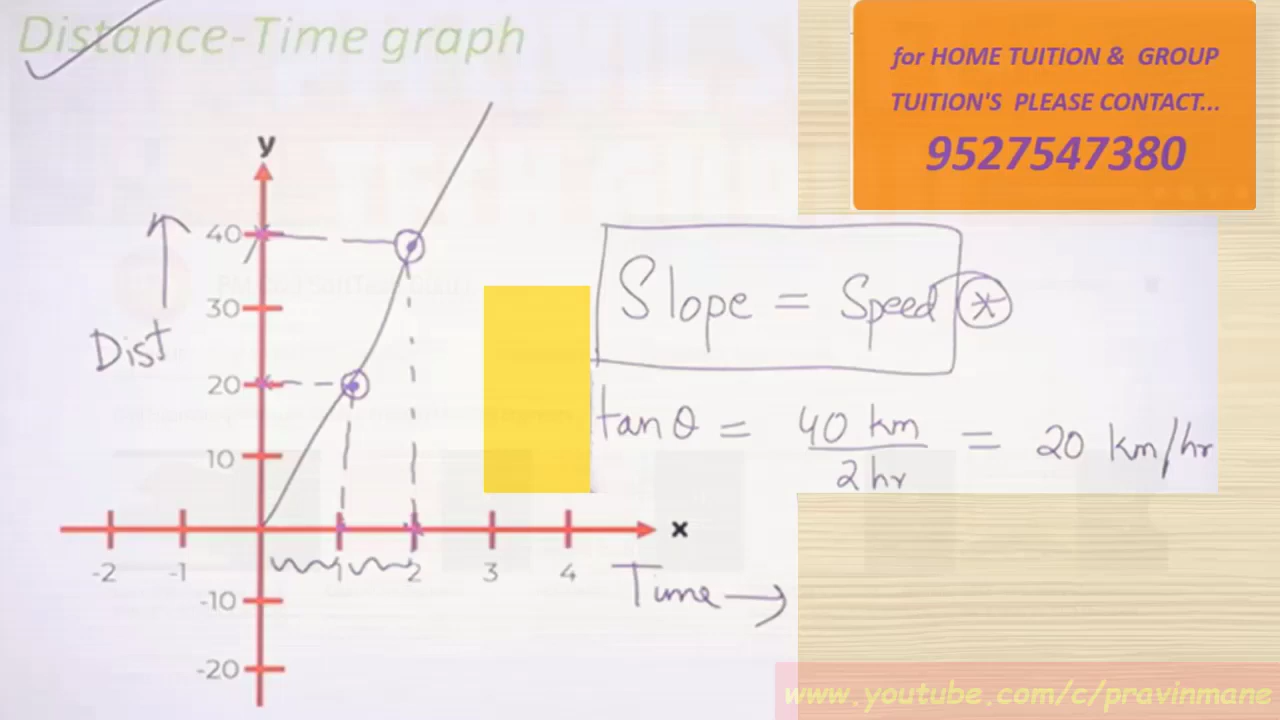 Distance-Time graph
for HOME TUITION & GROUP
TUITION'S PLEASE CONTACT...
9527547380
y
40
30
20
10
Dist
Slope = Speed *
tan θ = 40 km / 2 hr = 20 km/hr
x
-2 -1 1 2 3 4
Time →
-10
-20
www.youtube.com/c/pravinmane